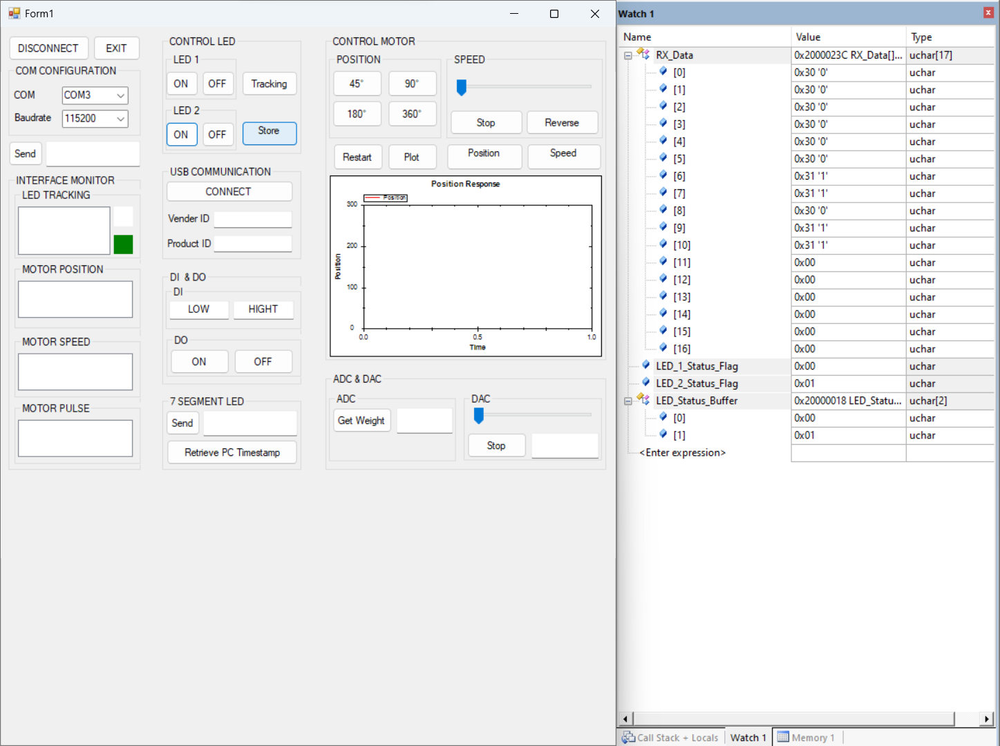 Form1
DISCONNECT
EXIT
COM CONFIGURATION
COM
COM3
Baudrate
115200
Send
INTERFACE MONITOR
LED TRACKING
MOTOR POSITION
MOTOR SPEED
MOTOR PULSE
CONTROL LED
LED 1
ON
OFF
Tracking
LED 2
ON
OFF
Store
USB COMMUNICATION
CONNECT
Vender ID
Product ID
DI & DO
DI
LOW
HIGHT
DO
ON
OFF
7 SEGMENT LED
Send
Retrieve PC Timestamp
CONTROL MOTOR
POSITION
45°
90°
180°
360°
SPEED
Stop
Reverse
Restart
Plot
Position
Speed
Position Response
Position
300
200
100
0
Position
0.0
0.5
1.0
Time
ADC & DAC
ADC
Get Weight
DAC
Stop
Watch 1
Name Value Type
RX_Data 0x2000023C RX_Data[]... uchar[17]
[0] 0x30 '0' uchar
[1] 0x30 '0' uchar
[2] 0x30 '0' uchar
[3] 0x30 '0' uchar
[4] 0x30 '0' uchar
[5] 0x30 '0' uchar
[6] 0x31 '1' uchar
[7] 0x31 '1' uchar
[8] 0x30 '0' uchar
[9] 0x31 '1' uchar
[10] 0x31 '1' uchar
[11] 0x00 uchar
[12] 0x00 uchar
[13] 0x00 uchar
[14] 0x00 uchar
[15] 0x00 uchar
[16] 0x00 uchar
LED_1_Status_Flag 0x00 uchar
LED_2_Status_Flag 0x01 uchar
LED_Status_Buffer 0x20000018 LED_Statu... uchar[2]
[0] 0x00 uchar
[1] 0x01 uchar
<Enter expression>
Call Stack + Locals
Watch 1
Memory 1